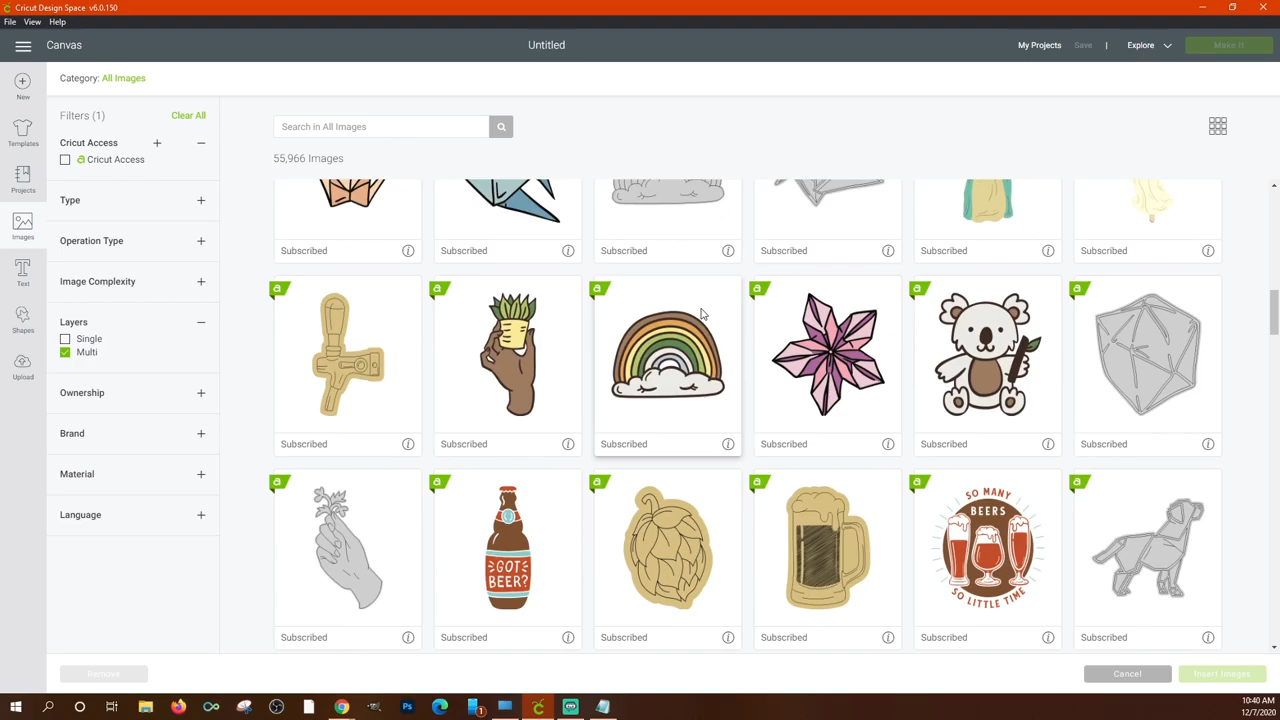 Cricut Design Space v6.0.150
File View Help
Canvas
Untitled
My Projects Save | Explore Make It
New
Templates
Projects
Images
Text
Shapes
Upload
Category: All Images
Filters (1) Clear All
Cricut Access
Cricut Access
Type
Operation Type
Image Complexity
Layers
Single
Multi
Ownership
Brand
Material
Language
Search in All Images
55,966 Images
Subscribed Subscribed Subscribed Subscribed Subscribed Subscribed
a a a a a a
Subscribed Subscribed Subscribed Subscribed Subscribed Subscribed
a a a a a a
GOT
BEER?
SO MANY
BEERS
SO LITTLE TIME
Subscribed Subscribed Subscribed Subscribed Subscribed Subscribed
Remove Cancel Insert Images
1
10:40 AM
12/7/2020